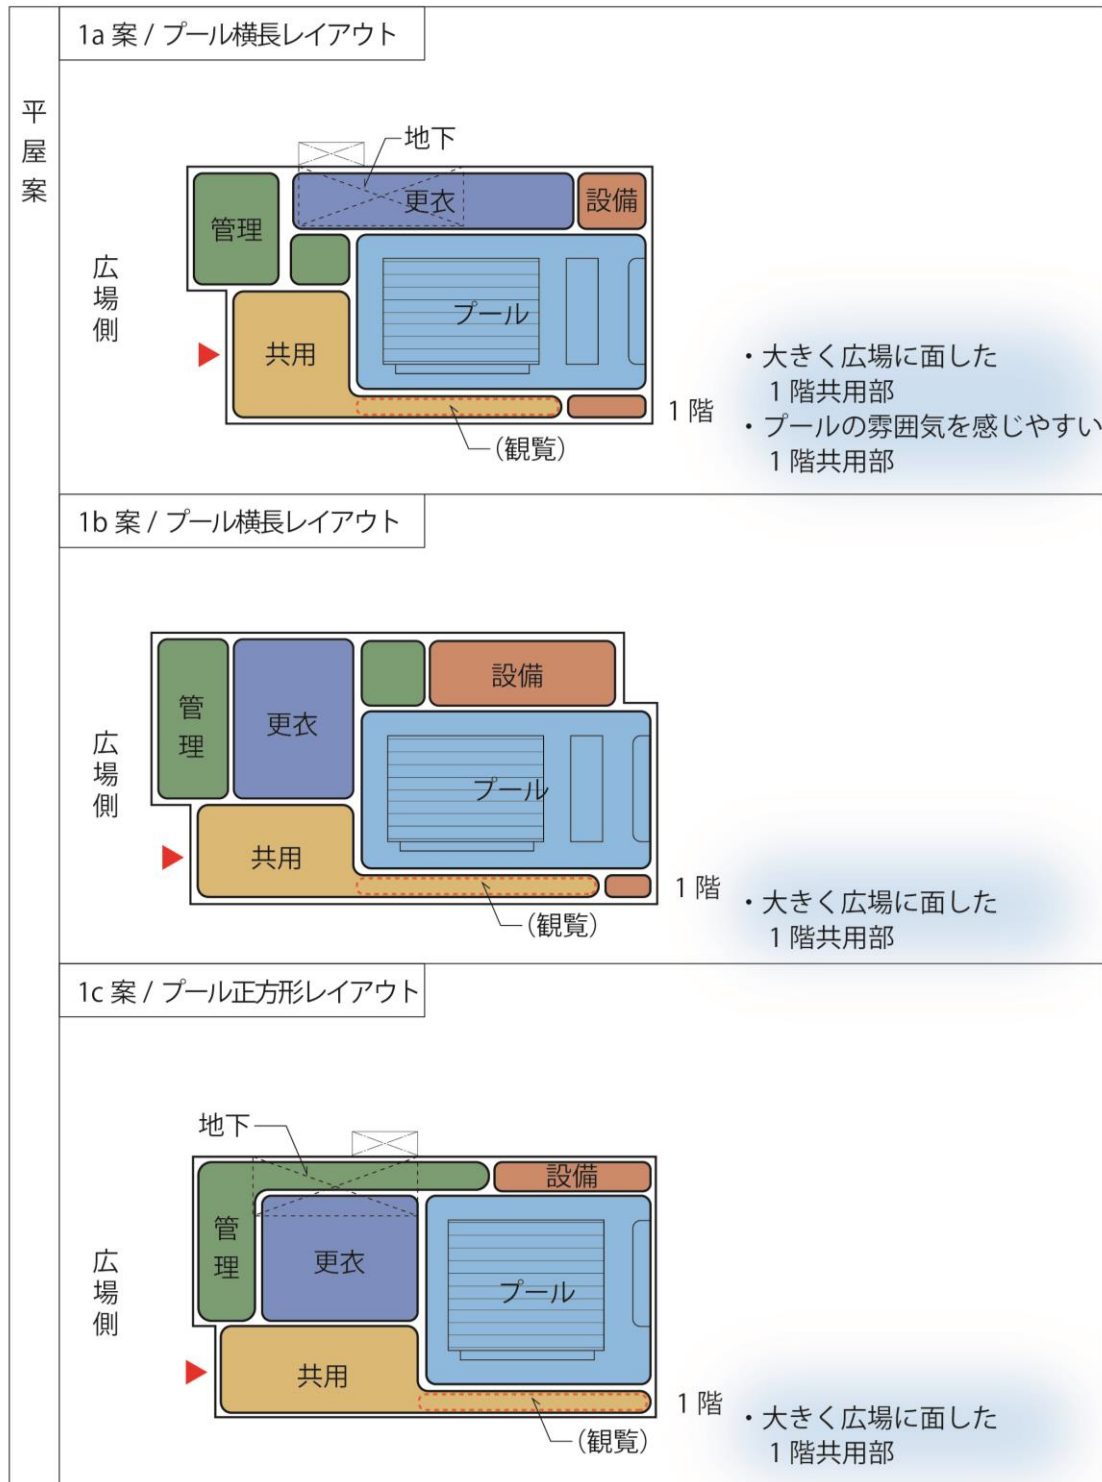 平屋案
1a 案 / プール横長レイアウト
地下
管理
更衣
設備
広場側
プール
共用
(観覧)
1 階
・大きく広場に面した
1 階共用部
・プールの雰囲気を感じやすい
1 階共用部
1b 案 / プール横長レイアウト
管理
更衣
設備
広場側
プール
共用
(観覧)
1 階
・大きく広場に面した
1 階共用部
1c 案 / プール正方形レイアウト
地下
設備
管理
更衣
広場側
プール
共用
(観覧)
1 階
・大きく広場に面した
1 階共用部